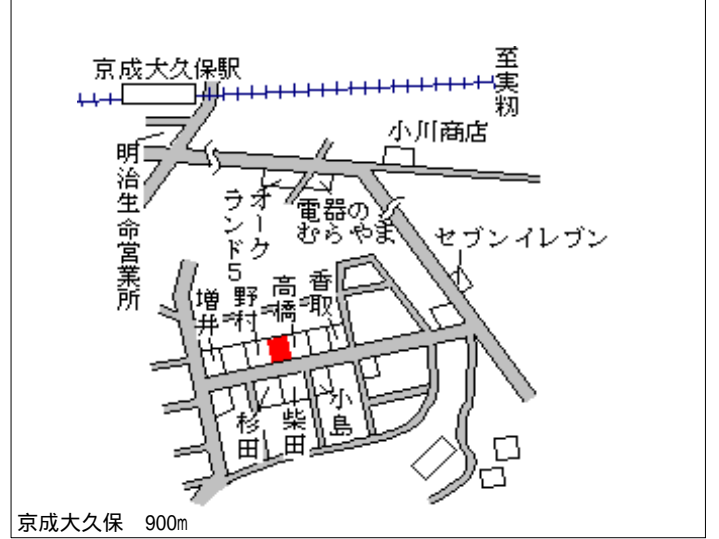 京成大久保駅
至実籾
小川商店
明治生命営業所
オーク
ランド5
電器の
むらやま
セブンイレブン
増井
野村
高橋
香取
杉田
柴田
小島
京成大久保　900m